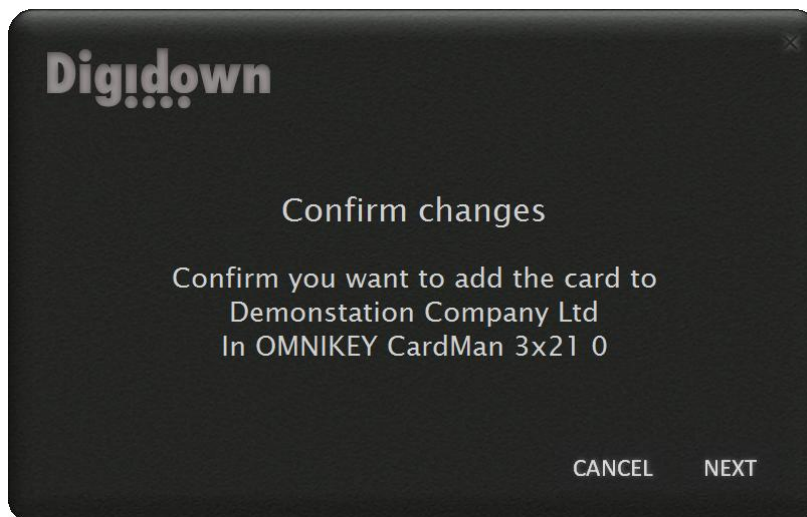 Digidown
Confirm changes
Confirm you want to add the card to
Demonstation Company Ltd
In OMNIKEY CardMan 3x21 0
CANCEL NEXT